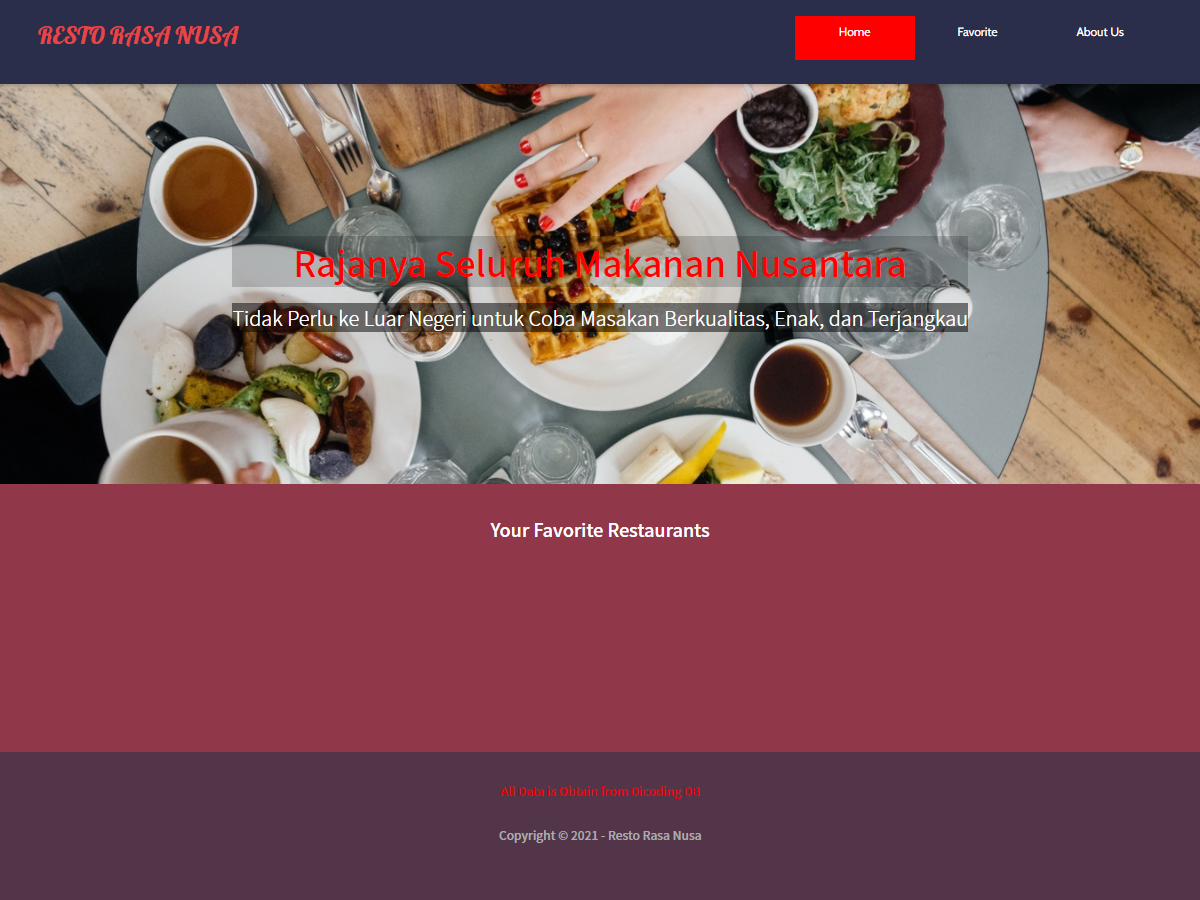 RESTO RASA NUSA
Home
Favorite
About Us
Rajanya Seluruh Makanan Nusantara
Tidak Perlu ke Luar Negeri untuk Coba Masakan Berkualitas, Enak, dan Terjangkau
Your Favorite Restaurants
All Data is Obtain from Dicoding DB
Copyright © 2021 - Resto Rasa Nusa